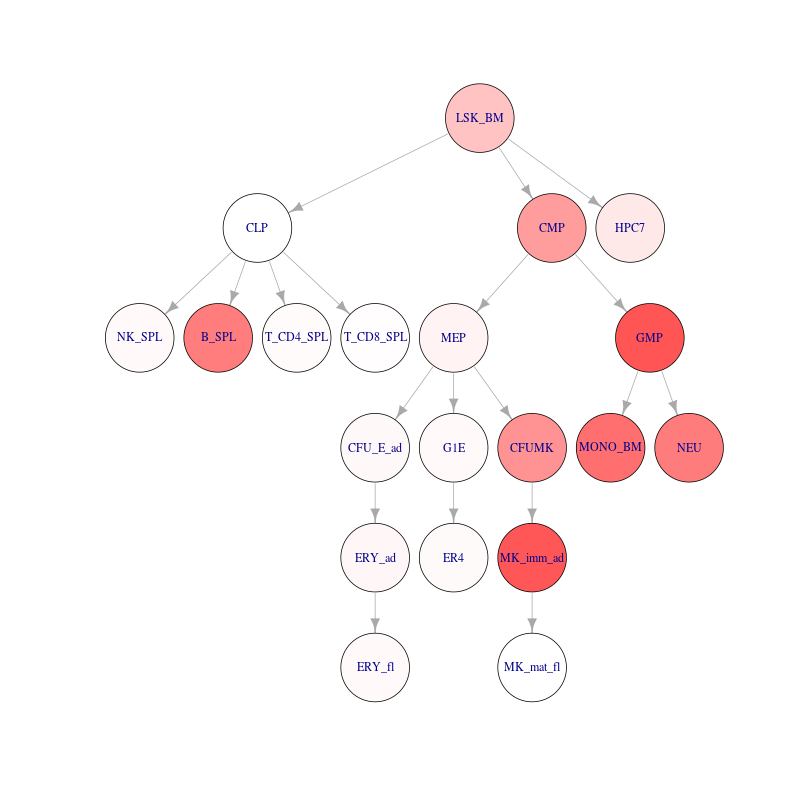 LSK_BM
CLP
CMP
HPC7
NK_SPL
B_SPL
T_CD4_SPL
T_CD8_SPL
MEP
GMP
CFU_E_ad
G1E
CFUMK
MONO_BM
NEU
ERY_ad
ER4
MK_imm_ad
ERY_fl
MK_mat_fl